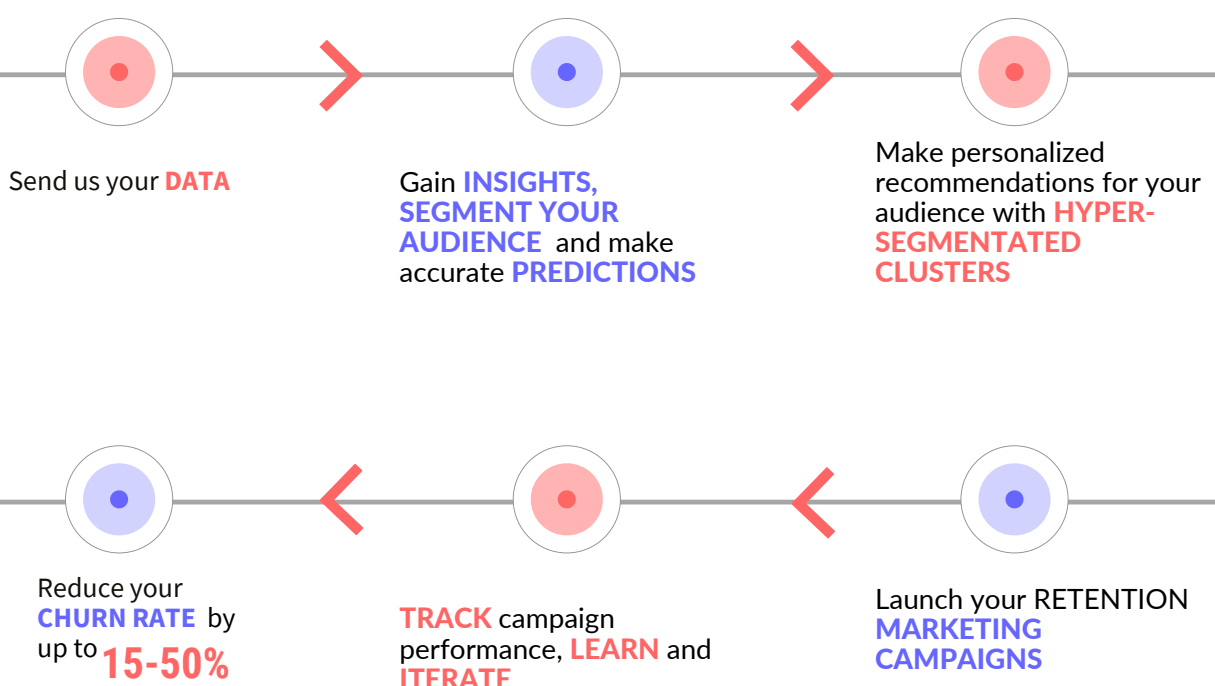 Send us your DATA
Gain INSIGHTS,
SEGMENT YOUR
AUDIENCE and make
accurate PREDICTIONS
Make personalized
recommendations for your
audience with HYPER-
SEGMENTATED
CLUSTERS
Launch your RETENTION
MARKETING
CAMPAIGNS
TRACK campaign
performance, LEARN and
ITERATE
Reduce your
CHURN RATE by
up to 15-50%